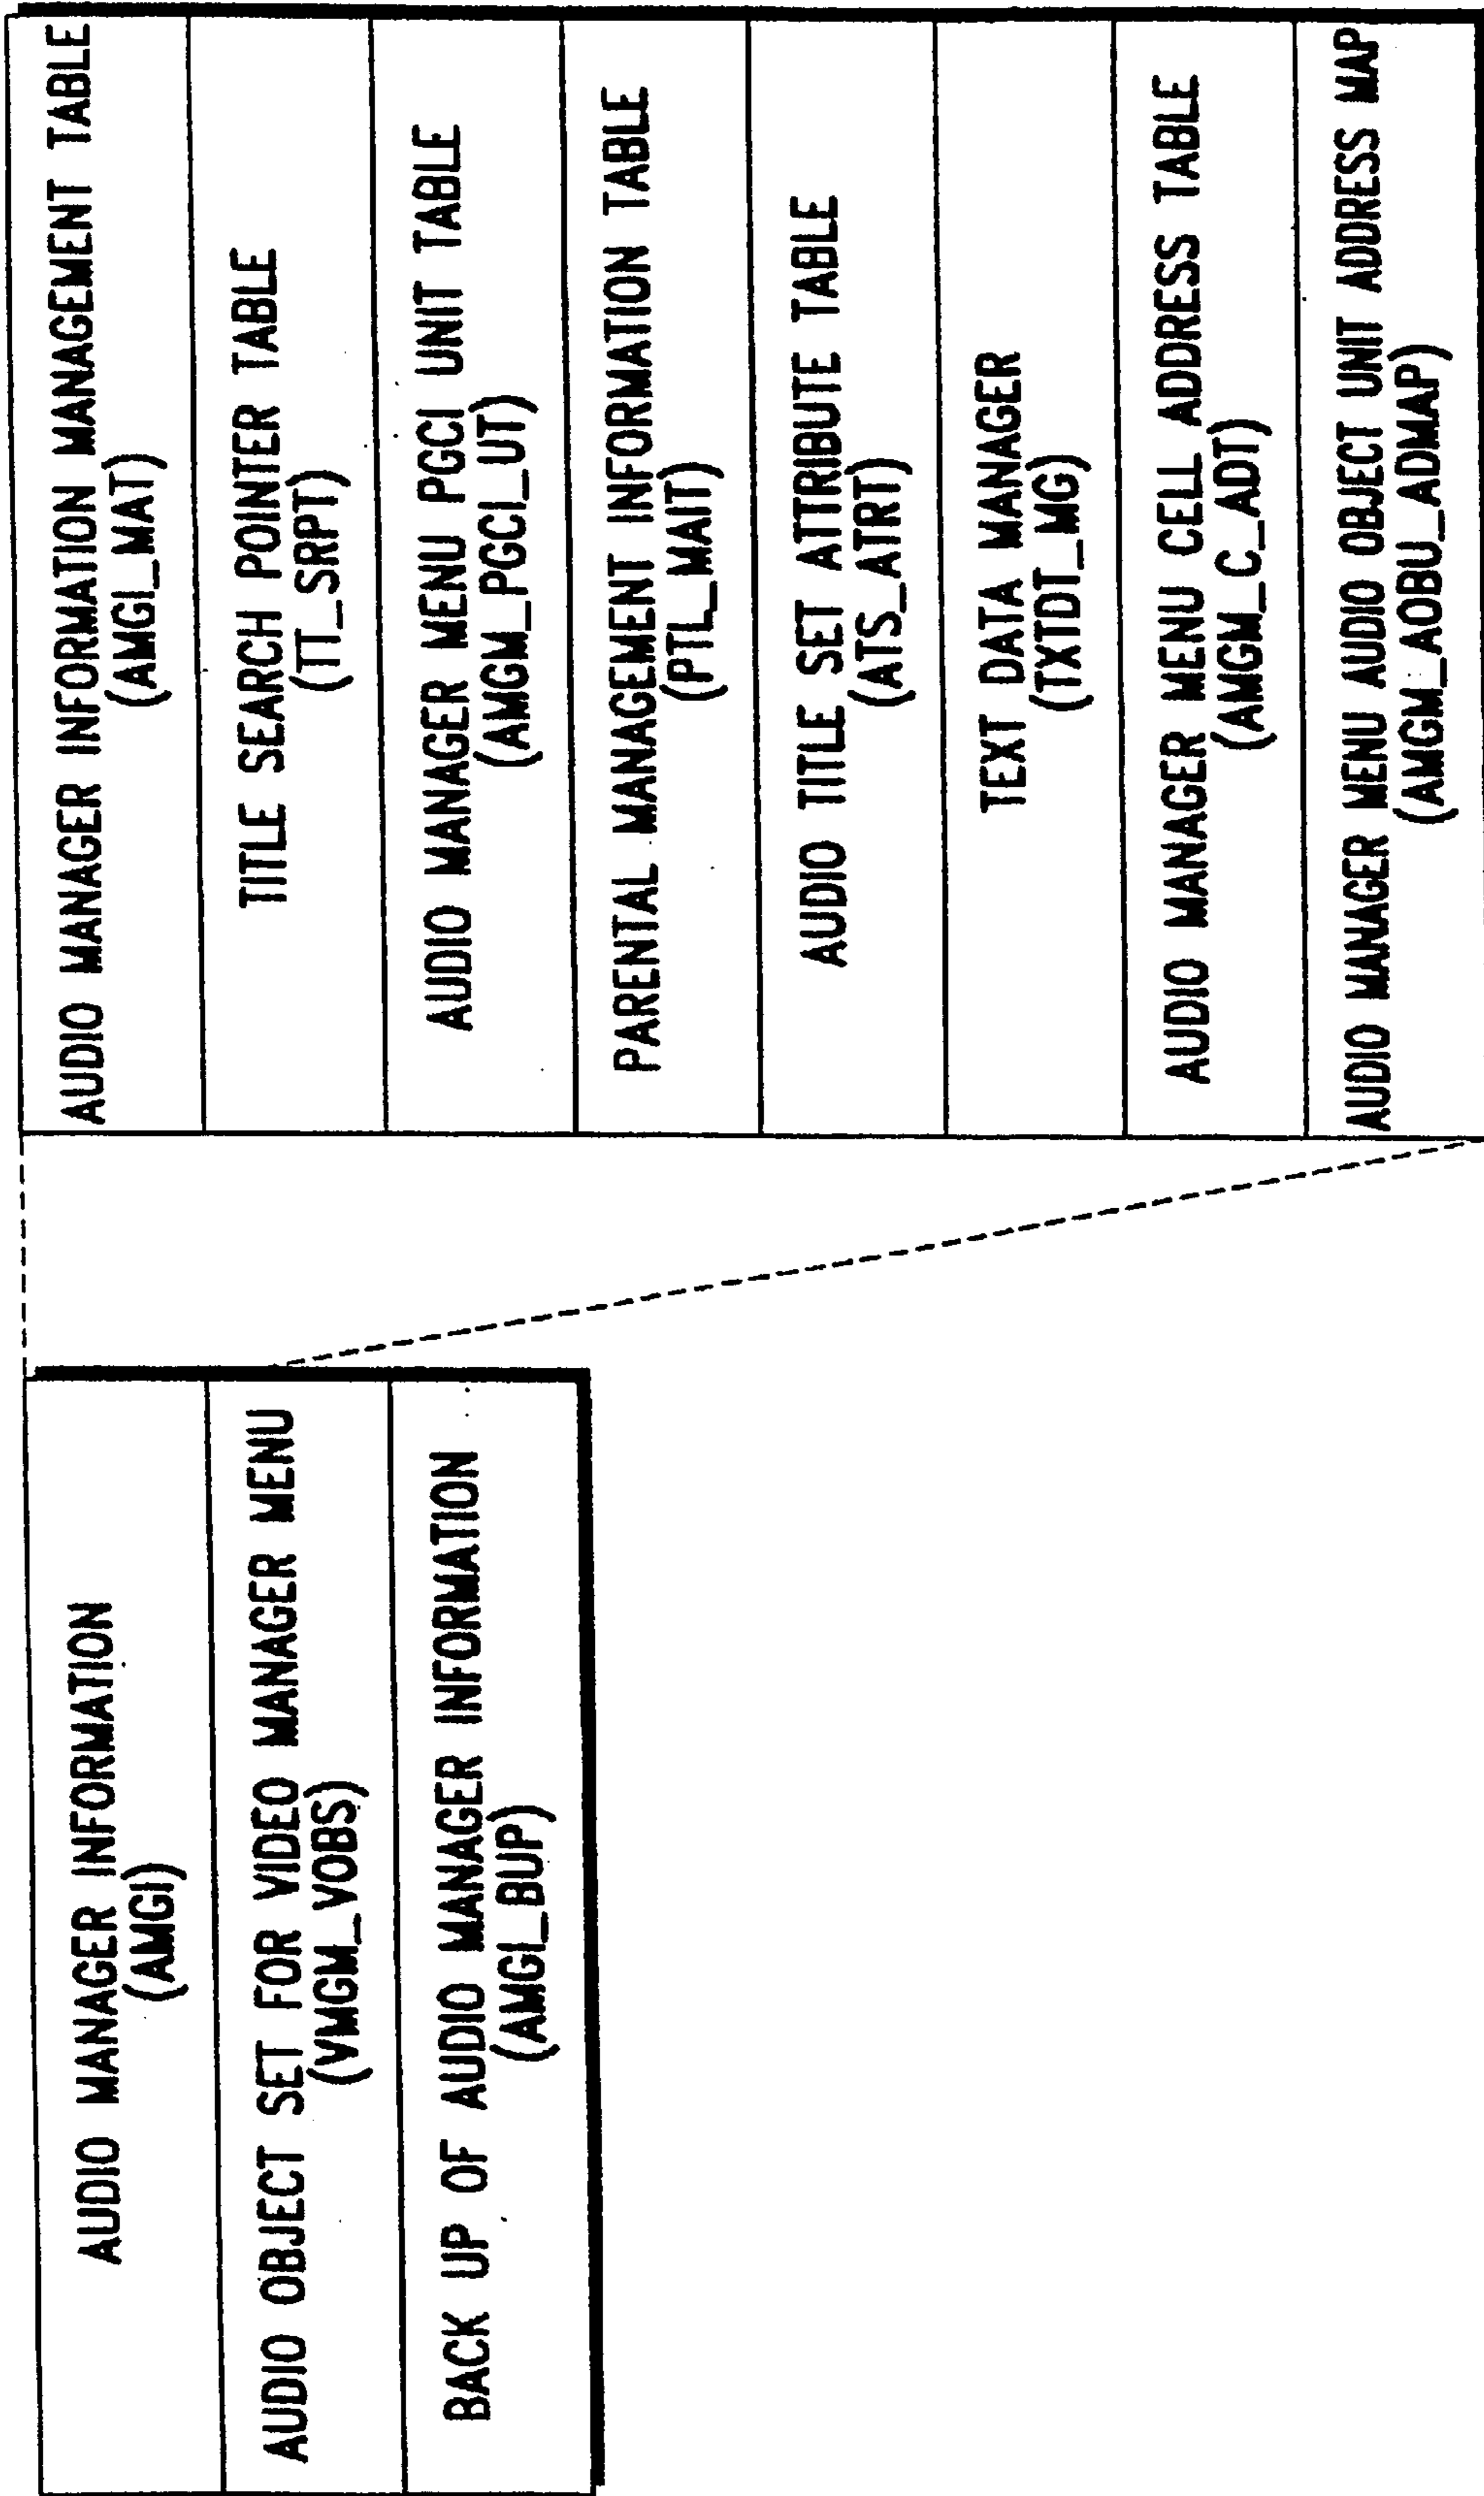 AUDIO MANAGER INFORMATION
(AMGI)
AUDIO OBJECT SET FOR VIDEO MANAGER MENU
(VMGM_VOBS)
BACK UP OF AUDIO MANAGER INFORMATION
(AMGI_BUP)
AUDIO MANAGER INFORMATION MANAGEMENT TABLE
(AMGI_MAT)
TITLE SEARCH POINTER TABLE
(TT_SRPT)
AUDIO MANAGER MENU PGCI UNIT TABLE
(AMGM_PGCI_UT)
PARENTAL MANAGEMENT INFORMATION TABLE
(PTL_MAIT)
AUDIO TITLE SET ATTRIBUTE TABLE
(ATS_ATRT)
TEXT DATA MANAGER
(TXTDT_MG)
AUDIO MANAGER MENU CELL ADDRESS TABLE
(AMGM_C_ADT)
AUDIO MANAGER MENU AUDIO OBJECT UNIT ADDRESS MAP
(AMGM_AOBU_ADMAP)